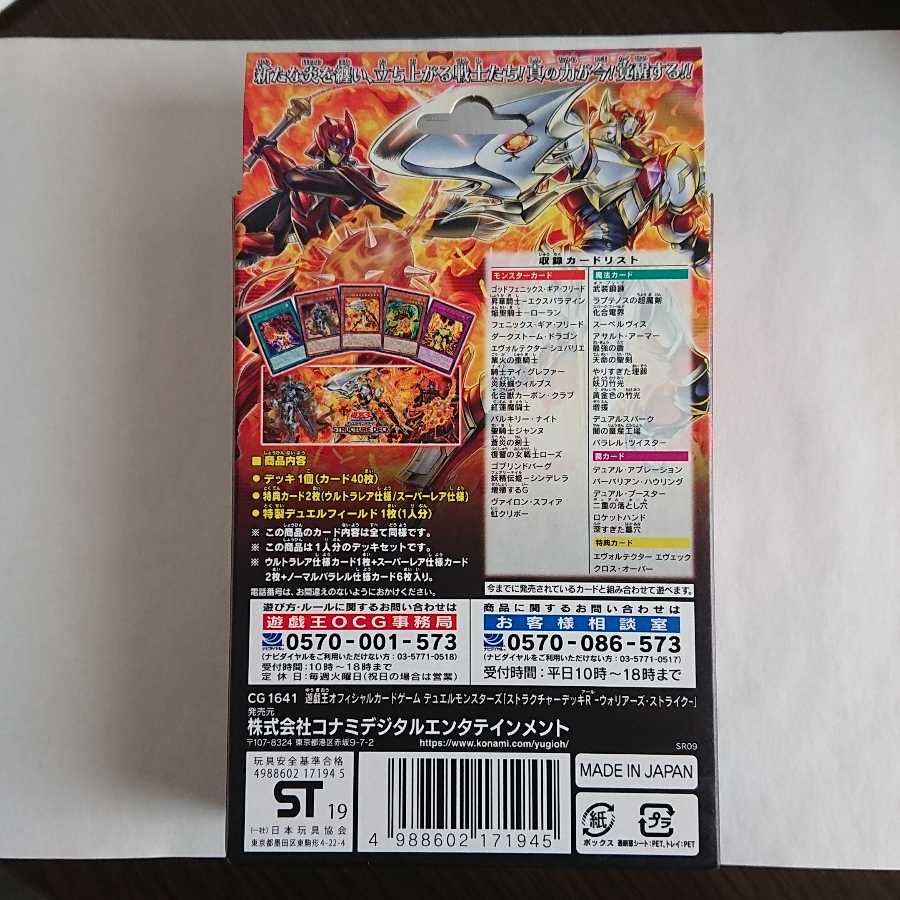 新たな炎を纏い、立ち上がる戦士たち!真の力が今!覚醒する!!
収録カードリスト
モンスターカード
ゴッドフェニックス・ギア・フリード
昇華騎士-エクスパラディン
焔聖騎士-ローラン
フェニックス・ギア・フリード
ダークストーム・ドラゴン
エヴォルテクター シュバリエ
業火の重騎士
騎士デイ・グレファー
炎妖蝶ウィルプス
化合獣カーボン・クラブ
紅蓮魔闘士
バルキリー・ナイト
聖騎士ジャンヌ
蒼炎の剣士
復讐の女戦士ローズ
ゴブリンドバーグ
妖精伝姫-シンデレラ
増殖するG
ヴァイロン・スフィア
虹クリボー
魔法カード
武装鍛錬
ラプテノスの超魔剣
化合電界
スーペルヴィス
アサルト・アーマー
最強の盾
天命の聖剣
やりすぎた埋葬
妖刀竹光
黄金色の竹光
増援
デュアルスパーク
闇の量産工場
パラレル・ツイスター
罠カード
デュアル・アブレーション
バーバリアン・ハウリング
デュアル・ブースター
二重の落とし穴
ロケットハンド
深すぎた墓穴
特典カード
エヴォルテクター エヴェック
クロス・オーバー
STRUCTURE DECK
■商品内容
●デッキ1個(カード40枚)
●特典カード2枚(ウルトラレア仕様/スーパーレア仕様)
●特製デュエルフィールド1枚(1人分)
※この商品のカード内容は全て同様です。
※この商品は1人分のデッキセットです。
※ウルトラレア仕様カード1枚+スーパーレア仕様カード
2枚+ノーマルパラレル仕様カード6枚入り。
電話番号は、お間違えのないようにおかけください。
今までに発売されているカードと組み合わせて遊べます。
遊び方・ルールに関するお問い合わせは
遊戯王OCG事務局
0570-001-573
(ナビダイヤルをご利用いただけない方:03-5771-0518)
受付時間:10時~18時まで
定休日:毎週火曜日(祝日の場合は営業)
商品に関するお問い合わせは
お客様相談室
0570-086-573
(ナビダイヤルをご利用いただけない方:03-5771-0517)
受付時間:平日10時~18時まで
CG1641 遊戯王オフィシャルカードゲーム デュエルモンスターズ「ストラクチャーデッキR -ウォリアーズ・ストライク-」
発売元
株式会社コナミデジタルエンタテインメント
〒107-8324 東京都港区赤坂9-7-2
https://www.konami.com/yugioh/
SR09
玩具安全基準合格
4988602 17194 5
ST 19
(一社)日本玩具協会
東京都墨田区東駒形4-22-4
4 988602 171945
MADE IN JAPAN
紙
ボックス
プラ
透明窓シート:PET、トレイ:PET